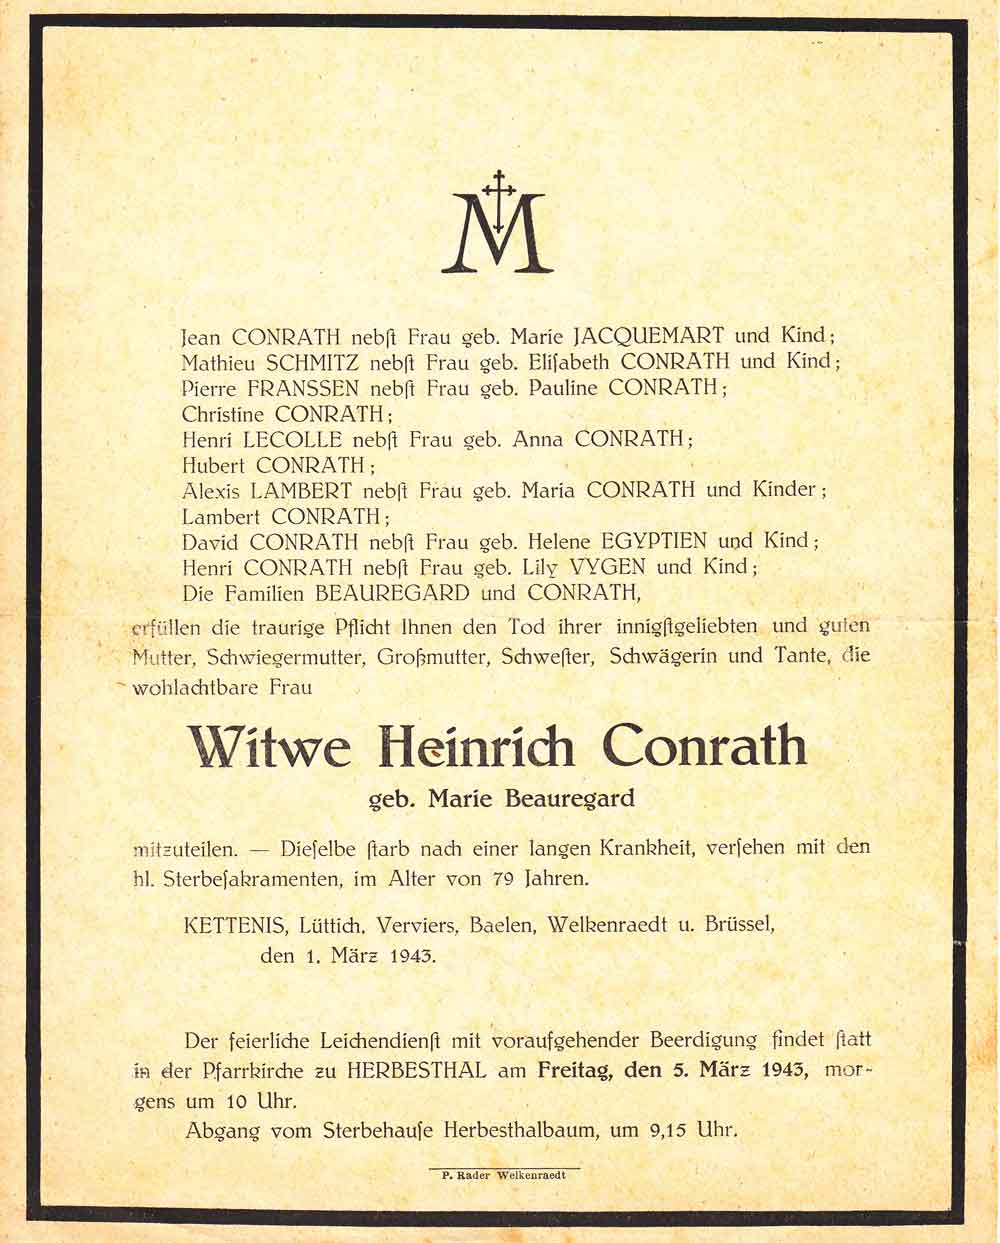 M
Jean CONRATH nebſt Frau geb. Marie JACQUEMART und Kind;
Mathieu SCHMITZ nebſt Frau geb. Eliſabeth CONRATH und Kind;
Pierre FRANSSEN nebſt Frau geb. Pauline CONRATH;
Christine CONRATH;
Henri LECOLLE nebſt Frau geb. Anna CONRATH;
Hubert CONRATH;
Alexis LAMBERT nebſt Frau geb. Maria CONRATH und Kinder;
Lambert CONRATH;
David CONRATH nebſt Frau geb. Helene EGYPTIEN und Kind;
Henri CONRATH nebſt Frau geb. Lily VYGEN und Kind;
Die Familien BEAUREGARD und CONRATH,
erfüllen die traurige Pflicht Ihnen den Tod ihrer innigſtgeliebten und guten
Mutter, Schwiegermutter, Großmutter, Schweſter, Schwägerin und Tante, die
wohlachtbare Frau
Witwe Heinrich Conrath
geb. Marie Beauregard
mitzuteilen. — Dieſelbe ſtarb nach einer langen Krankheit, verſehen mit den
hl. Sterbeſakramenten, im Alter von 79 Jahren.
KETTENIS, Lüttich, Verviers, Baelen, Welkenraedt u. Brüssel,
den 1. März 1943.
Der feierliche Leichendienſt mit voraufgehender Beerdigung findet ſtatt
in der Pfarrkirche zu HERBESTHAL am Freitag, den 5. März 1943, mor-
gens um 10 Uhr.
Abgang vom Sterbehauſe Herbesthalbaum, um 9,15 Uhr.
P. Rader Welkenraedt